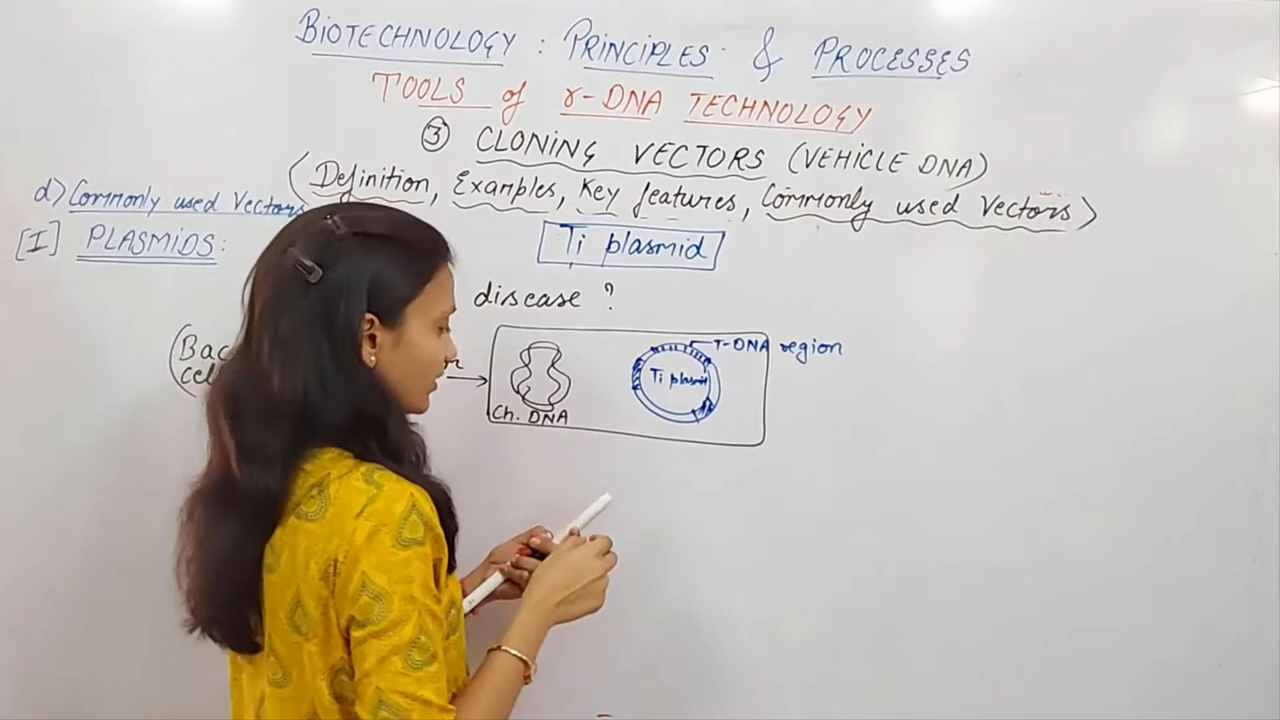 BIOTECHNOLOGY : PRINCIPLES & PROCESSES
TOOLS of r-DNA TECHNOLOGY
③ CLONING VECTORS (VEHICLE DNA)
(Definition, Examples, Key features, Commonly used Vectors)
d) Commonly used Vectors
[I] PLASMIDS:
Ti plasmid
disease ?
T-DNA region
Ti plasmid
Ch. DNA